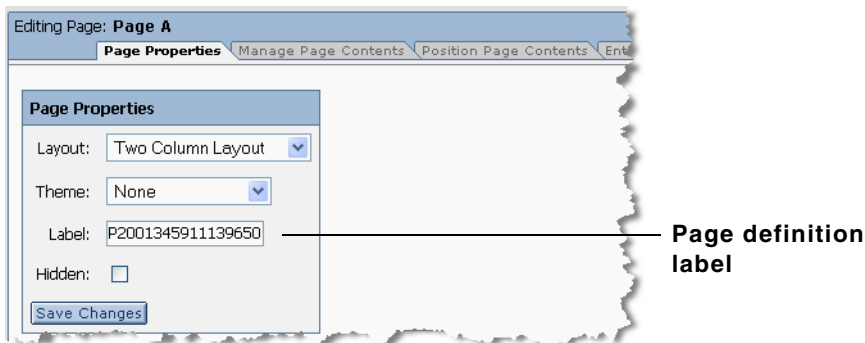 Editing Page: Page A
Page Properties Manage Page Contents Position Page Contents Ent
Page Properties
Layout: Two Column Layout
Theme: None
Label: P2001345911139650
Page definition
label
Hidden:
Save Changes